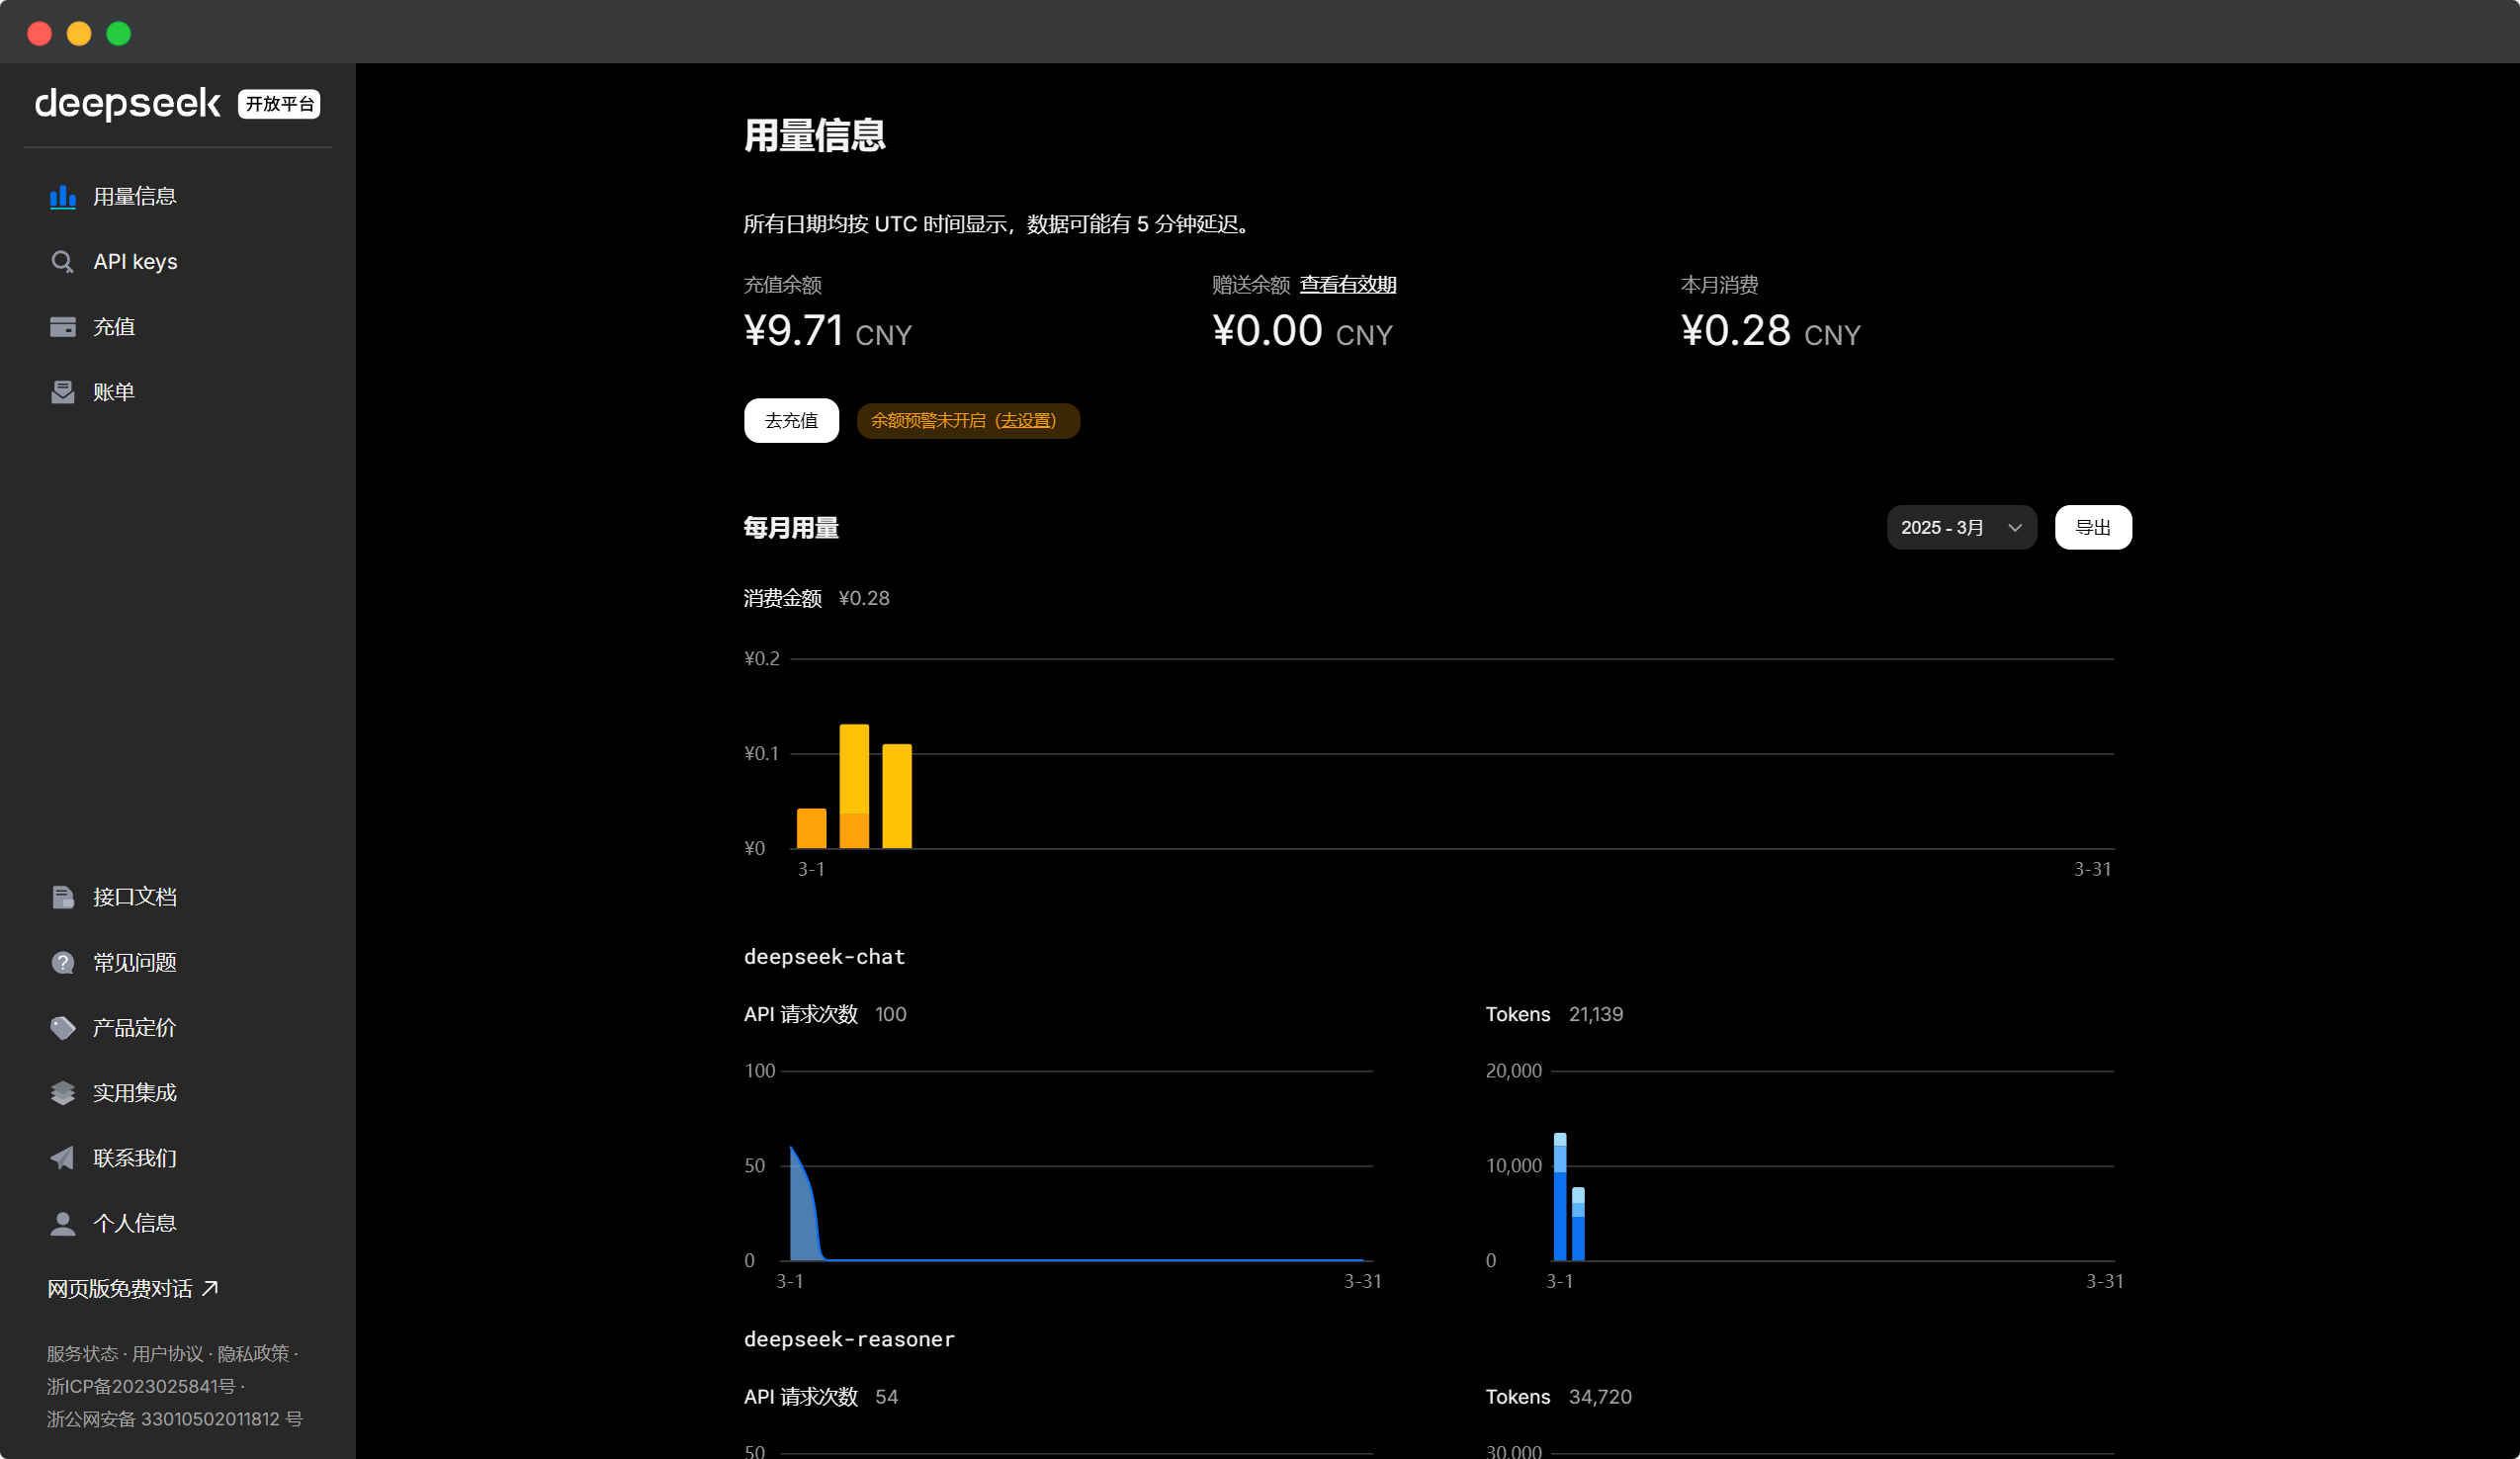 deepseek 开放平台
用量信息
API keys
充值
账单
接口文档
常见问题
产品定价
实用集成
联系我们
个人信息
网页版免费对话
服务状态 · 用户协议 · 隐私政策 ·
浙ICP备2023025841号 ·
浙公网安备 33010502011812 号
用量信息
所有日期均按 UTC 时间显示，数据可能有 5 分钟延迟。
充值余额
¥9.71 CNY
赠送余额 查看有效期
¥0.00 CNY
本月消费
¥0.28 CNY
去充值
余额预警未开启（去设置）
每月用量
2025 - 3月
导出
消费金额 ¥0.28
¥0.2
¥0.1
¥0
3-1 3-31
deepseek-chat
API 请求次数 100
100
50
0
3-1 3-31
Tokens 21,139
20,000
10,000
0
3-1 3-31
deepseek-reasoner
API 请求次数 54
50
Tokens 34,720
30,000